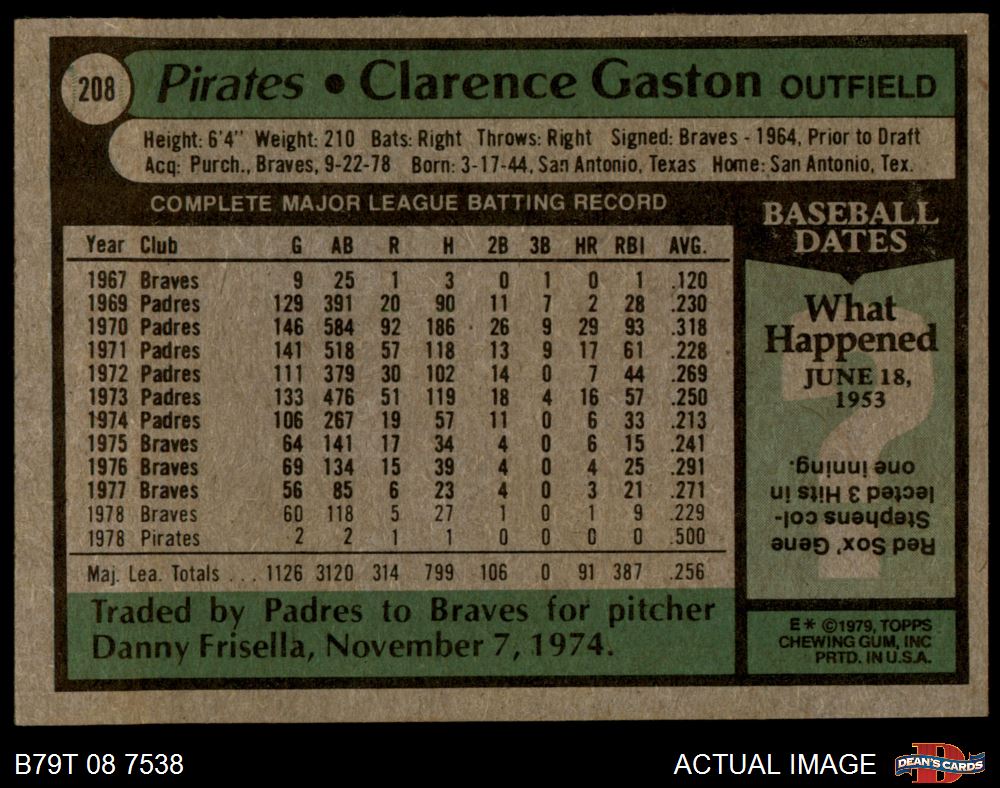 208
Pirates • Clarence Gaston OUTFIELD
Height: 6'4" Weight: 210 Bats: Right Throws: Right Signed: Braves - 1964, Prior to Draft
Acq: Purch., Braves, 9-22-78 Born: 3-17-44, San Antonio, Texas Home: San Antonio, Tex.
COMPLETE MAJOR LEAGUE BATTING RECORD
Year Club G AB R H 2B 3B HR RBI AVG.
1967 Braves 9 25 1 3 0 1 0 1 .120
1969 Padres 129 391 20 90 11 7 2 28 .230
1970 Padres 146 584 92 186 26 9 29 93 .318
1971 Padres 141 518 57 118 13 9 17 61 .228
1972 Padres 111 379 30 102 14 0 7 44 .269
1973 Padres 133 476 51 119 18 4 16 57 .250
1974 Padres 106 267 19 57 11 0 6 33 .213
1975 Braves 64 141 17 34 4 0 6 15 .241
1976 Braves 69 134 15 39 4 0 4 25 .291
1977 Braves 56 85 6 23 4 0 3 21 .271
1978 Braves 60 118 5 27 1 0 1 9 .229
1978 Pirates 2 2 1 1 0 0 0 0 .500
Maj. Lea. Totals . . . 1126 3120 314 799 106 0 91 387 .256
Traded by Padres to Braves for pitcher
Danny Frisella, November 7, 1974.
BASEBALL
DATES
What
Happened
JUNE 18,
1953
Red Sox' Gene
Stephens col-
lected 3 Hits in
one inning.
E* ©1979, TOPPS
CHEWING GUM, INC
PRTD. IN U.S.A.
B79T 08 7538
ACTUAL IMAGE
DEAN'S CARDS